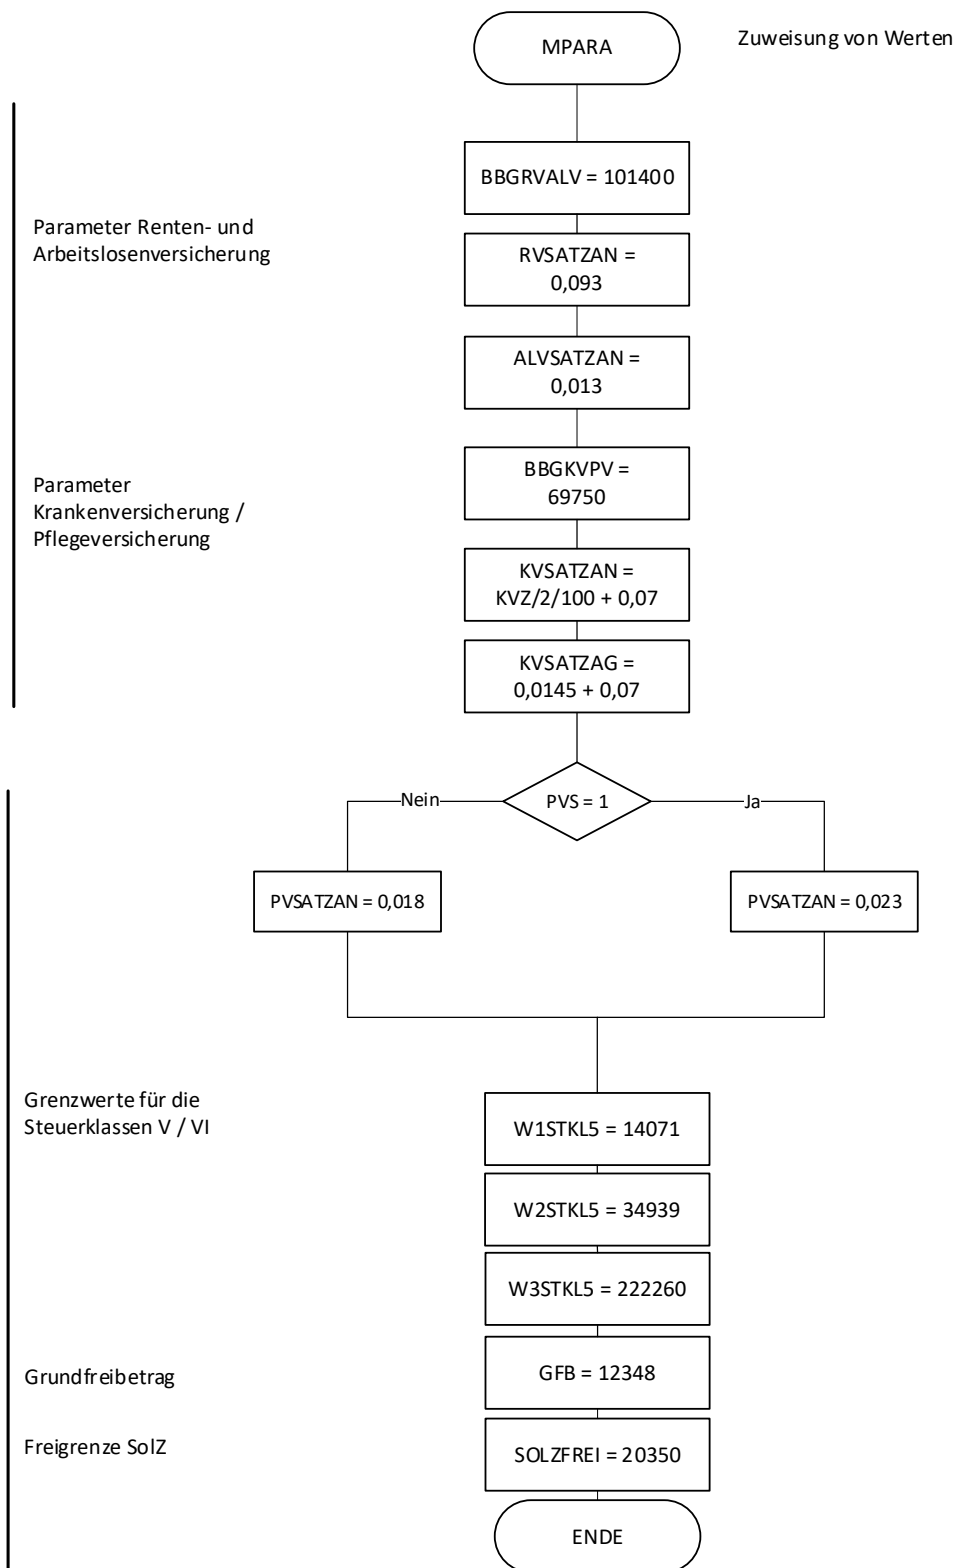 MPARA
Zuweisung von Werten
BBGRVALV = 101400
Parameter Renten- und
Arbeitslosenversicherung
RVSATZAN =
0,093
ALVSATZAN =
0,013
BBGKVPV =
69750
Parameter
Krankenversicherung /
Pflegeversicherung
KVSATZAN =
KVZ/2/100 + 0,07
KVSATZAG =
0,0145 + 0,07
Nein
PVS = 1
Ja
PVSATZAN = 0,018
PVSATZAN = 0,023
Grenzwerte für die
Steuerklassen V / VI
W1STKL5 = 14071
W2STKL5 = 34939
W3STKL5 = 222260
Grundfreibetrag
GFB = 12348
Freigrenze SolZ
SOLZFREI = 20350
ENDE